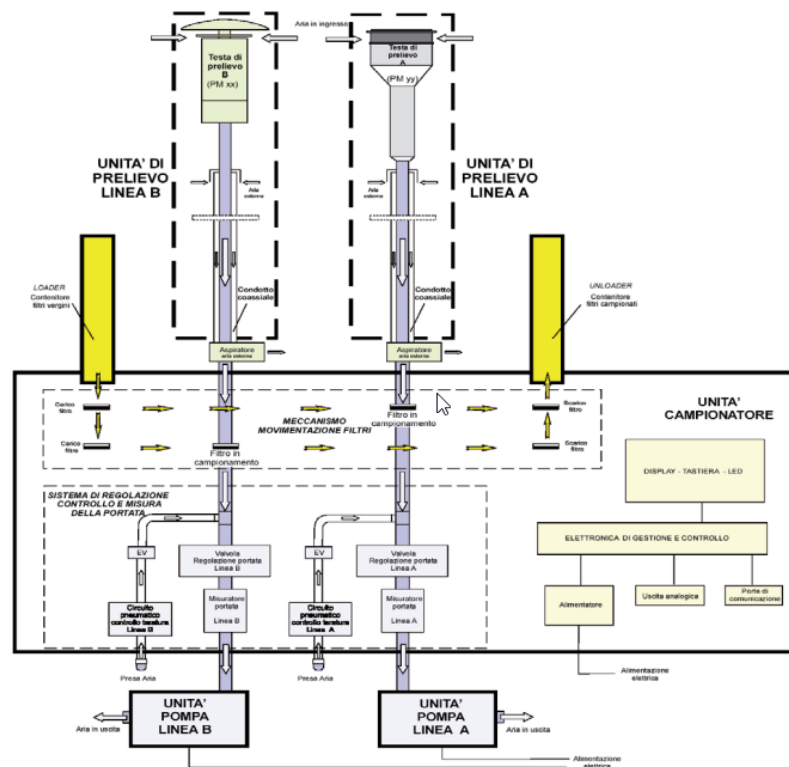 Aria in ingresso
Testa di
prelievo
B
(PM xx)
Testa di
prelievo
A
(PM yy)
UNITA' DI
PRELIEVO
LINEA B
UNITA' DI
PRELIEVO
LINEA A
Aria
esterna
Aria
esterna
LOADER
Contenitore
filtri vergini
Condotto
coassiale
Condotto
coassiale
UNLOADER
Contenitore
filtri campionati
Aspiratore
aria esterna
Aspiratore
aria esterna
UNITA'
CAMPIONATORE
Carico
filtro
MECCANISMO
MOVIMENTAZIONE FILTRI
Filtro in
campionamento
Scarico
filtro
Carico
filtro
Filtro in
campionamento
Scarico
filtro
DISPLAY - TASTIERA - LED
SISTEMA DI REGOLAZIONE
CONTROLLO E MISURA
DELLA PORTATA
ELETTRONICA DI GESTIONE E CONTROLLO
EV
Valvola
Regolazione portata
Linea B
EV
Valvola
Regolazione portata
Linea A
Circuito
pneumatico
controllo taratura
Linea B
Misuratore
portata
Linea B
Circuito
pneumatico
controllo taratura
Linea A
Misuratore
portata
Linea A
Alimentatore
Uscita analogica
Porte di
comunicazione
Presa Aria
Presa Aria
Alimentazione
elettrica
UNITA'
POMPA
LINEA B
UNITA'
POMPA
LINEA A
Aria in uscita
Aria in uscita
Alimentazione
elettrica